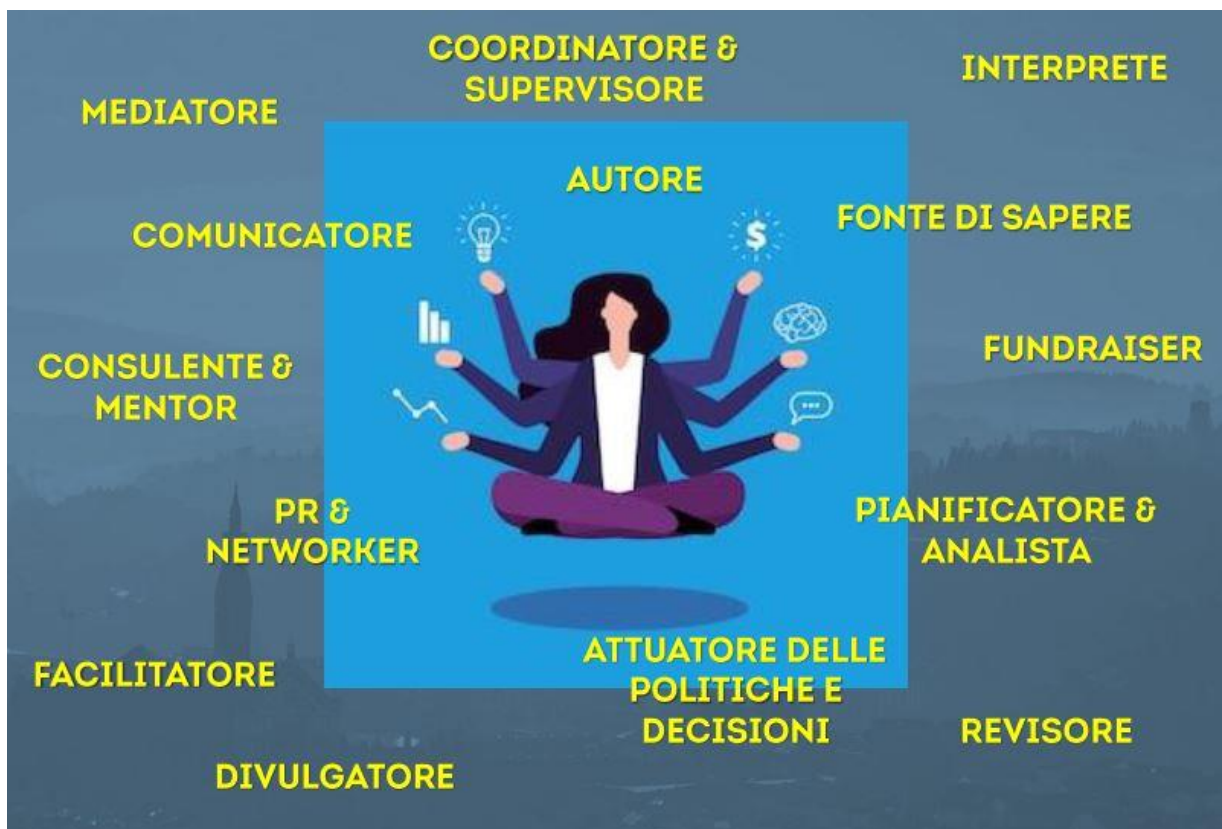 COORDINATORE &
SUPERVISORE
INTERPRETE
MEDIATORE
AUTORE
FONTE DI SAPERE
COMUNICATORE
$
FUNDRAISER
CONSULENTE &
MENTOR
PIANIFICATORE &
ANALISTA
PR &
NETWORKER
ATTUATORE DELLE
POLITICHE E
DECISIONI
FACILITATORE
REVISORE
DIVULGATORE